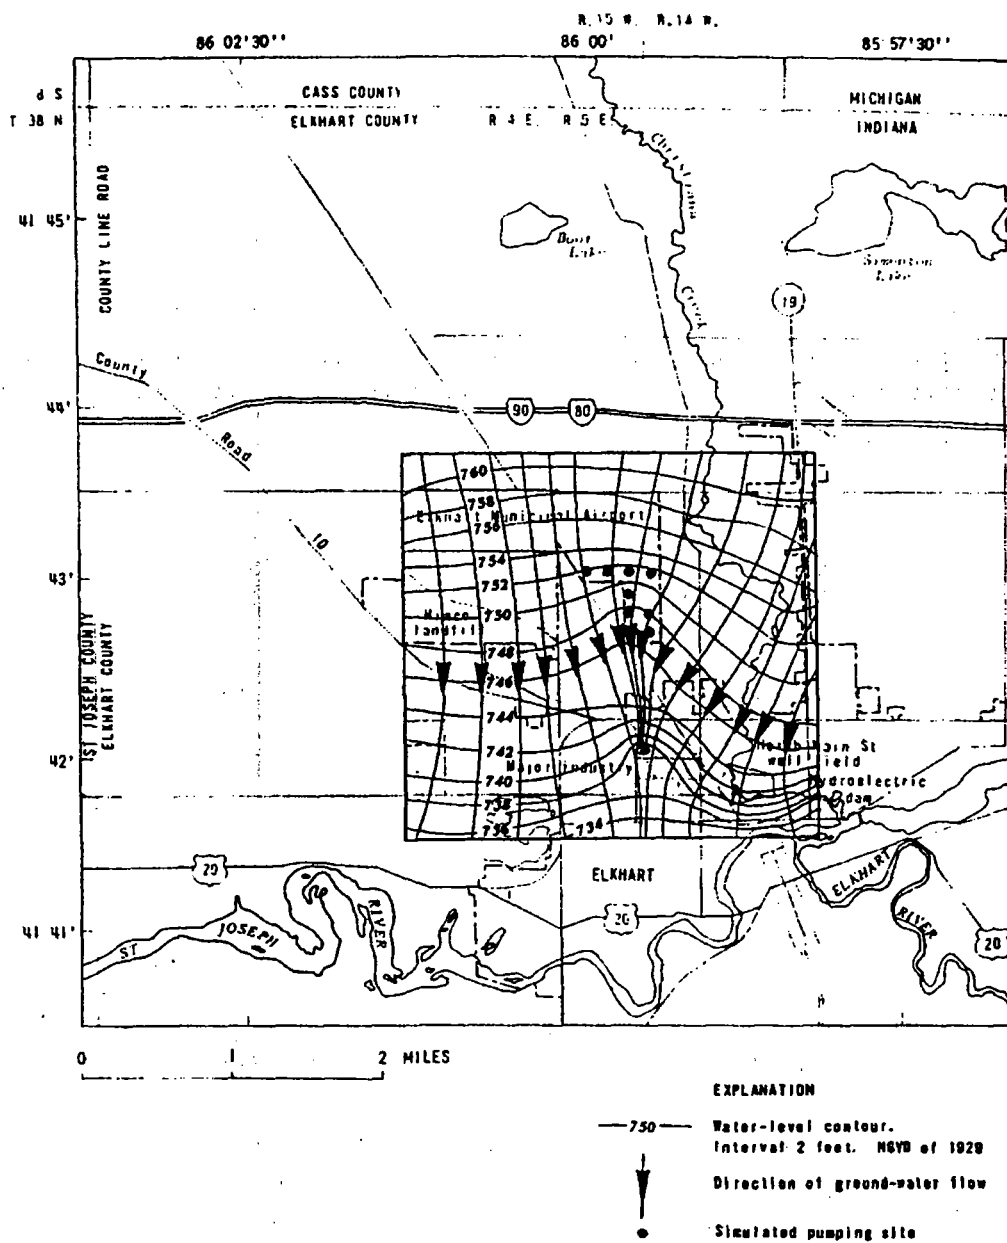 R. 15 W. R. 14 W.
86 02'30'' 86 00' 85 57'30''
CASS COUNTY
ELKHART COUNTY
T 38 N
R 4 E. R 5 E.
MICHIGAN
INDIANA
COUNTY LINE ROAD
41 45'
Christiana
Creek
Lake
Simonton
Lake
19
County
Road
10
44'
90 80
760
758
Elkhart Municipal Airport
756
754
43'
752
750
landfill
748
746
744
742
740
738
736
734
ST JOSEPH COUNTY
ELKHART COUNTY
42'
Major industry
North Main St
well field
hydroelectric
dam
20
ELKHART
20
ELKHART
RIVER
20
41 41'
ST JOSEPH RIVER
0 1 2 MILES
EXPLANATION
750 Water-level contour.
Interval 2 feet. NGVD of 1929
Direction of ground-water flow
Simulated pumping site